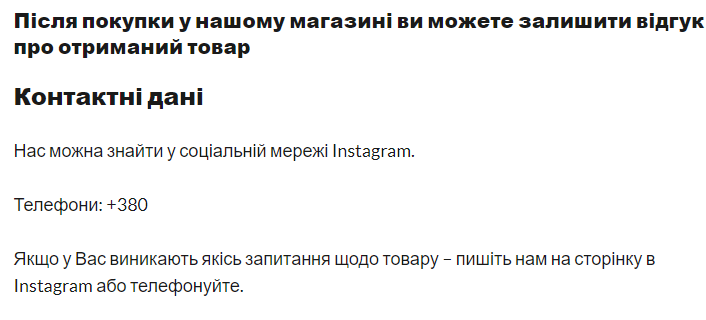 Після покупки у нашому магазині ви можете залишити відгук
про отриманий товар
Контактні дані
Нас можна знайти у соціальній мережі Instagram.
Телефони: +380
Якщо у Вас виникають якісь запитання щодо товару – пишіть нам на сторінку в
Instagram або телефонуйте.